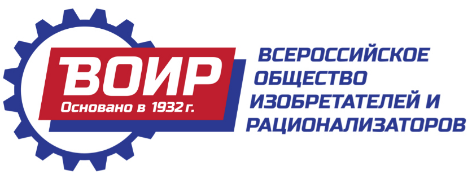 ВОИР
Основано в 1932 г.
ВСЕРОССИЙСКОЕ
ОБЩЕСТВО
ИЗОБРЕТАТЕЛЕЙ И
РАЦИОНАЛИЗАТОРОВ